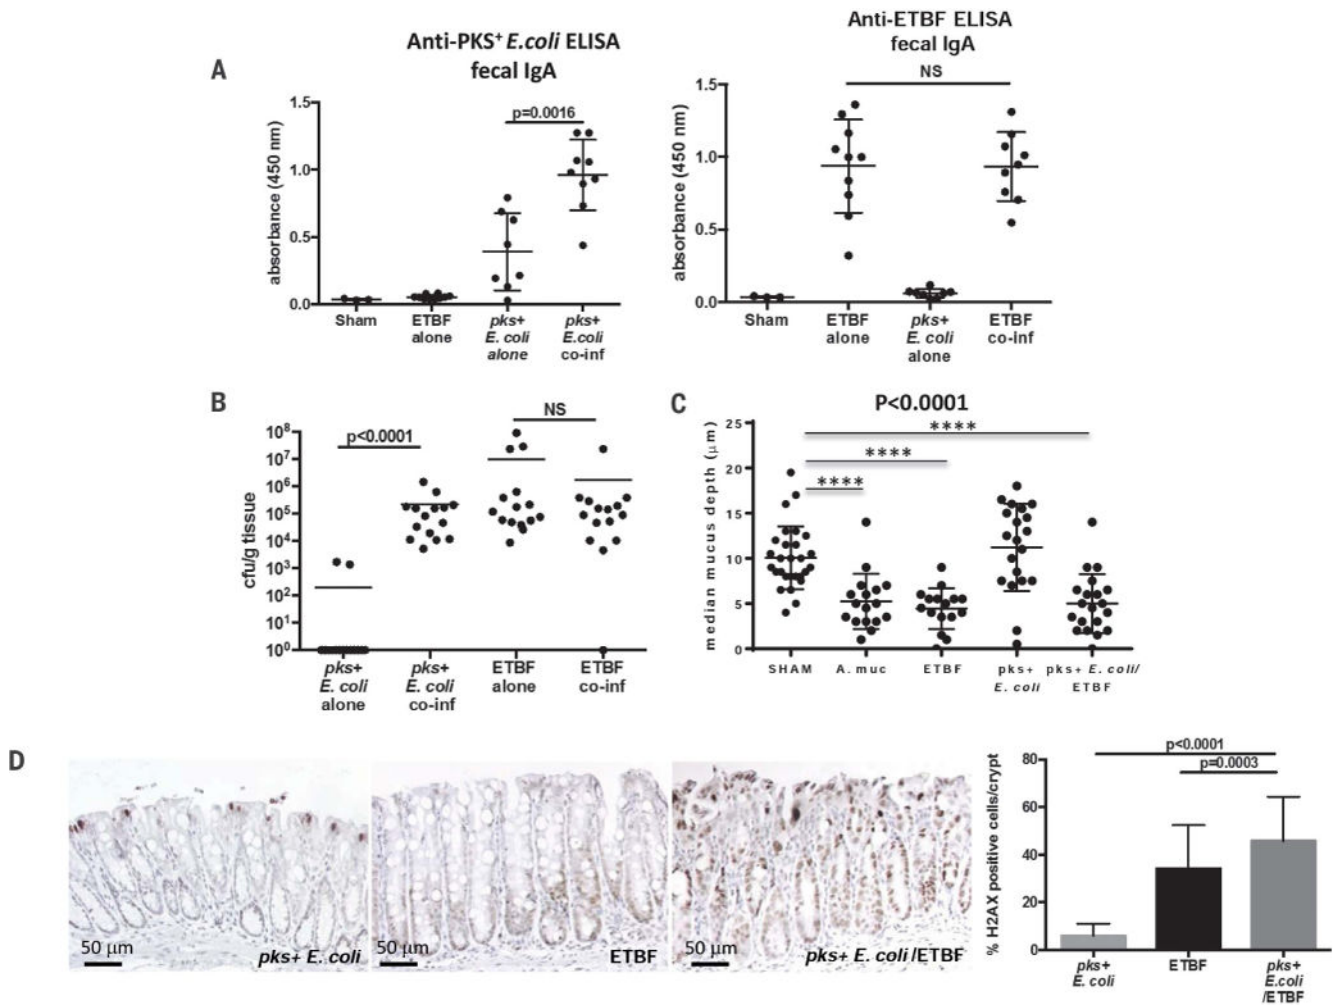 A
Anti-PKS+ E.coli ELISA
fecal IgA
absorbance (450 nm)
1.5
1.0
0.5
0.0
p=0.0016
Sham
ETBF
alone
pks+
E. coli
alone
pks+
E.coli
co-inf
Anti-ETBF ELISA
fecal IgA
absorbance (450 nm)
1.5
1.0
0.5
0.0
NS
Sham
ETBF
alone
pks+
E. coli
alone
ETBF
co-inf
B
cfu/g tissue
10⁸
10⁷
10⁶
10⁵
10⁴
10³
10²
10¹
10⁰
p<0.0001
NS
pks+
E. coli
alone
pks+
E. coli
co-inf
ETBF
alone
ETBF
co-inf
C
P<0.0001
median mucus depth (μm)
25
20
15
10
5
0
****
****
****
SHAM
A. muc
ETBF
pks+
E. coli
pks+ E. coli/
ETBF
D
50 μm
pks+ E. coli
50 μm
ETBF
50 μm
pks+ E. coli /ETBF
% H2AX positive cells/crypt
80
60
40
20
0
p<0.0001
p=0.0003
pks+
E. coli
ETBF
pks+
E.coli
/ETBF